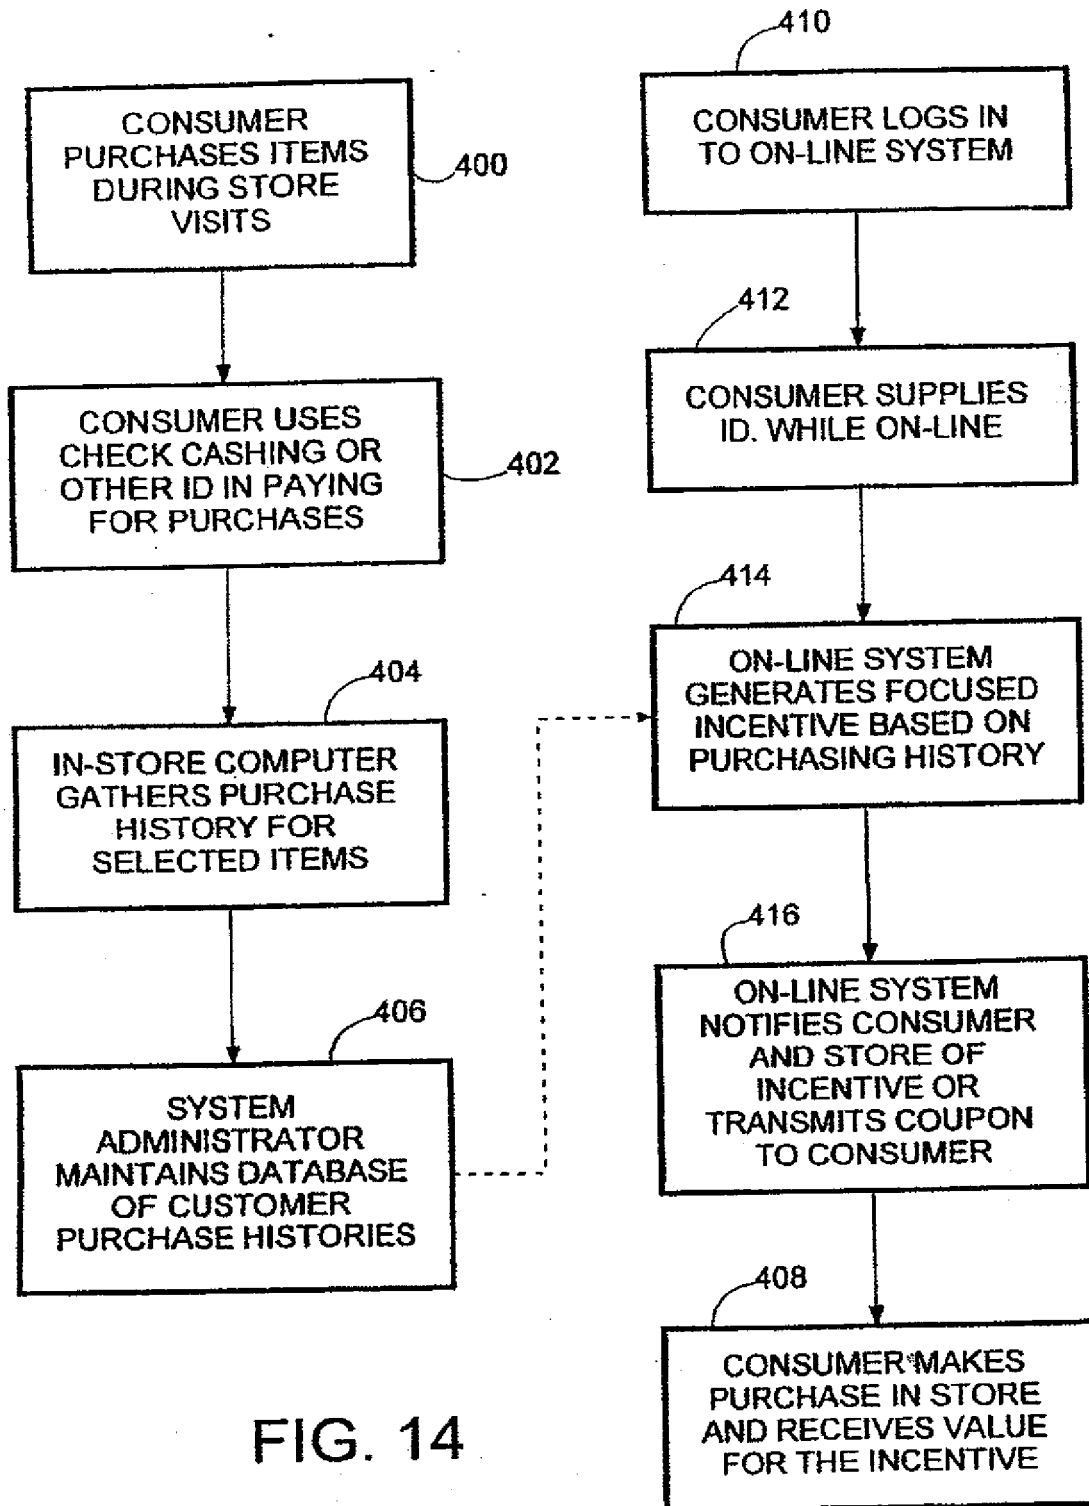 CONSUMER
PURCHASES ITEMS
DURING STORE
VISITS
400
CONSUMER USES
CHECK CASHING OR
OTHER ID IN PAYING
FOR PURCHASES
402
404
IN-STORE COMPUTER
GATHERS PURCHASE
HISTORY FOR
SELECTED ITEMS
406
SYSTEM
ADMINISTRATOR
MAINTAINS DATABASE
OF CUSTOMER
PURCHASE HISTORIES
410
CONSUMER LOGS IN
TO ON-LINE SYSTEM
412
CONSUMER SUPPLIES
ID. WHILE ON-LINE
414
ON-LINE SYSTEM
GENERATES FOCUSED
INCENTIVE BASED ON
PURCHASING HISTORY
416
ON-LINE SYSTEM
NOTIFIES CONSUMER
AND STORE OF
INCENTIVE OR
TRANSMITS COUPON
TO CONSUMER
408
CONSUMER MAKES
PURCHASE IN STORE
AND RECEIVES VALUE
FOR THE INCENTIVE
FIG. 14